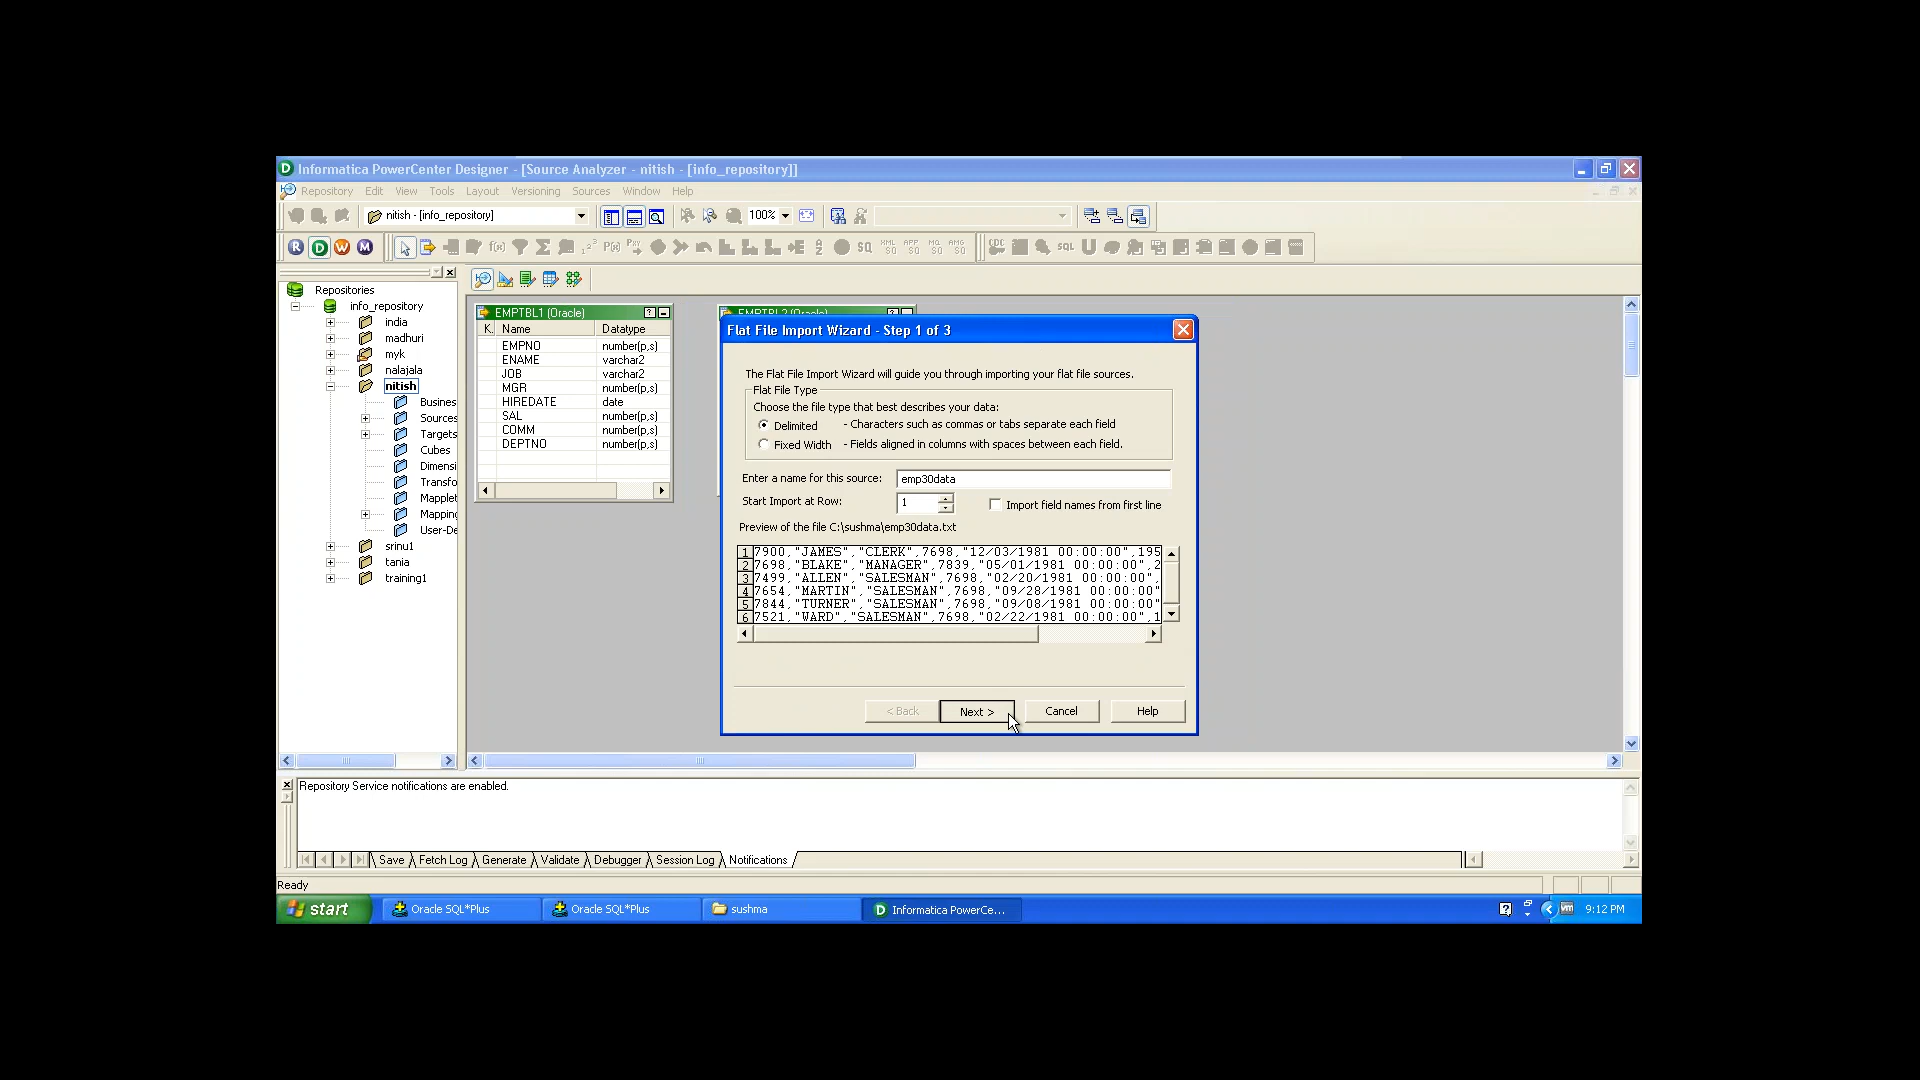 Informatica PowerCenter Designer - [Source Analyzer - nitish - [info_repository]]
Repository Edit View Tools Layout Versioning Sources Window Help
nitish - [info_repository] 100%
R D W M
Repositories
info_repository
india
madhuri
myk
nalajala
nitish
Busines
Sources
Targets
Cubes
Dimensi
Transfo
Mapplet
Mapping
User-De
srinu1
tania
training1
EMPTBL1 (Oracle)
K. Name Datatype
EMPNO number(p,s)
ENAME varchar2
JOB varchar2
MGR number(p,s)
HIREDATE date
SAL number(p,s)
COMM number(p,s)
DEPTNO number(p,s)
EMPTBL2 (Oracle)
Flat File Import Wizard - Step 1 of 3
The Flat File Import Wizard will guide you through importing your flat file sources.
Flat File Type
Choose the file type that best describes your data:
Delimited - Characters such as commas or tabs separate each field
Fixed Width - Fields aligned in columns with spaces between each field.
Enter a name for this source: emp30data
Start Import at Row: 1 Import field names from first line
Preview of the file C:\sushma\emp30data.txt
1 7900,"JAMES","CLERK",7698,"12/03/1981 00:00:00",195
2 7698,"BLAKE","MANAGER",7839,"05/01/1981 00:00:00",2
3 7499,"ALLEN","SALESMAN",7698,"02/20/1981 00:00:00",
4 7654,"MARTIN","SALESMAN",7698,"09/28/1981 00:00:00"
5 7844,"TURNER","SALESMAN",7698,"09/08/1981 00:00:00"
6 7521,"WARD","SALESMAN",7698,"02/22/1981 00:00:00",1
< Back Next > Cancel Help
Repository Service notifications are enabled.
Save Fetch Log Generate Validate Debugger Session Log Notifications
Ready
start Oracle SQL*Plus Oracle SQL*Plus sushma Informatica PowerCe... 9:12 PM